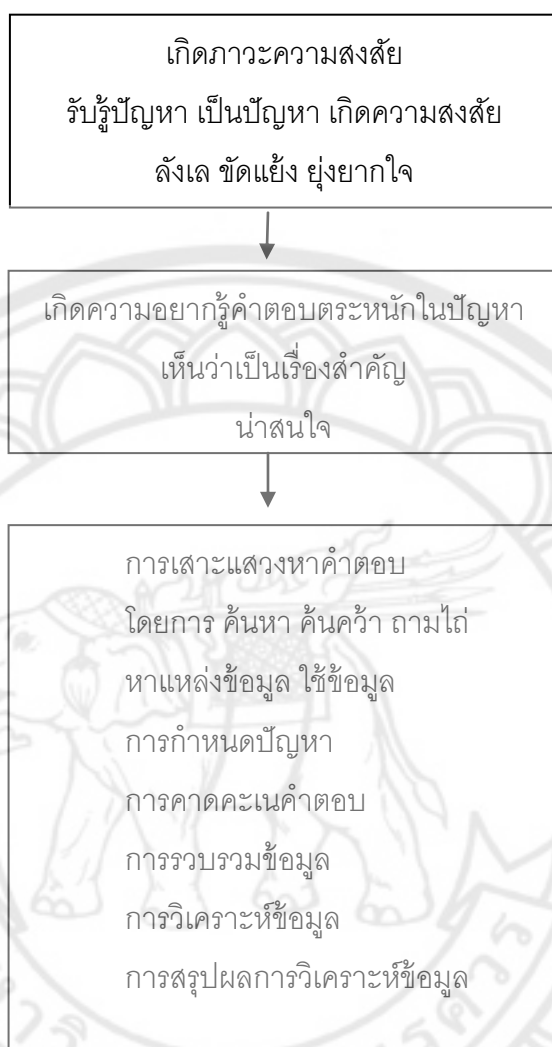 เกิดภาวะความสงสัย
รับรู้ปัญหา เป็นปัญหา เกิดความสงสัย
ลังเล ขัดแย้ง ยุ่งยากใจ
เกิดความอยากรู้คำตอบตระหนักในปัญหา
เห็นว่าเป็นเรื่องสำคัญ
น่าสนใจ
การเสาะแสวงหาคำตอบ
โดยการ ค้นหา ค้นคว้า ถามไถ่
หาแหล่งข้อมูล ใช้ข้อมูล
การกำหนดปัญหา
การคาดคะเนคำตอบ
การรวบรวมข้อมูล
การวิเคราะห์ข้อมูล
การสรุปผลการวิเคราะห์ข้อมูล